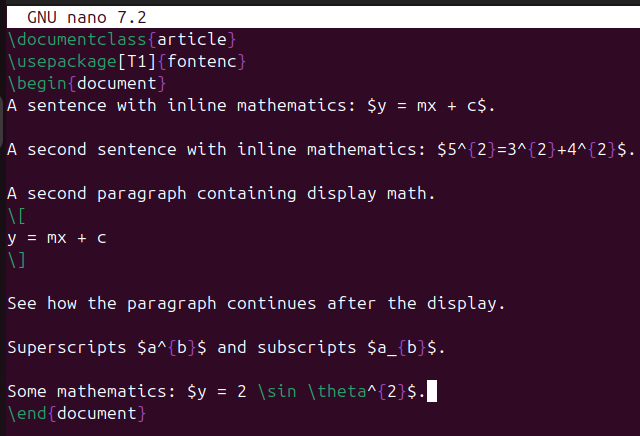 GNU nano 7.2
\documentclass{article}
\usepackage[T1]{fontenc}
\begin{document}
A sentence with inline mathematics: $y = mx + c$.
A second sentence with inline mathematics: $5^{2}=3^{2}+4^{2}$.
A second paragraph containing display math.
\[
y = mx + c
\]
See how the paragraph continues after the display.
Superscripts $a^{b}$ and subscripts $a_{b}$.
Some mathematics: $y = 2 \sin \theta^{2}$.
\end{document}